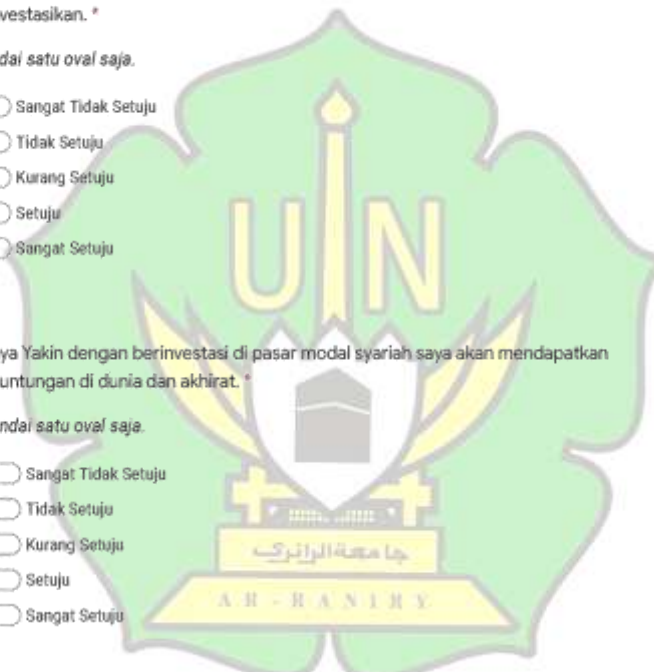 vestasikan. *
dai satu oval saja.
Sangat Tidak Setuju
Tidak Setuju
Kurang Setuju
Setuju
Sangat Setuju
UIN
ya Yakin dengan berinvestasi di pasar modal syariah saya akan mendapatkan
untungan di dunia dan akhirat. *
ndai satu oval saja.
Sangat Tidak Setuju
Tidak Setuju
Kurang Setuju
Setuju
Sangat Setuju
جامعة الرانري
AR-RANIRY